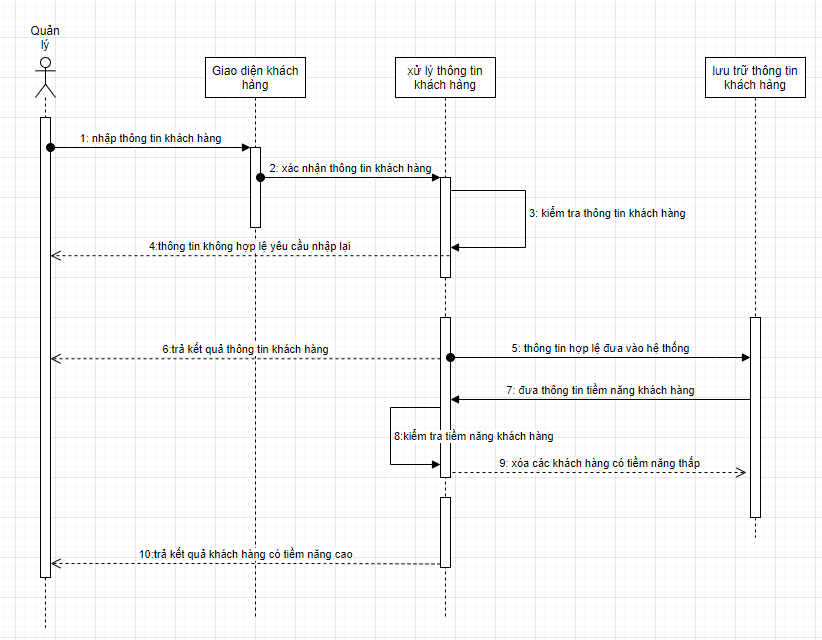 Quản
lý
Giao diện khách
hàng
xử lý thông tin
khách hàng
lưu trữ thông tin
khách hàng
1: nhập thông tin khách hàng
2: xác nhận thông tin khách hàng
3: kiểm tra thông tin khách hàng
4:thông tin không hợp lệ yêu cầu nhập lại
5: thông tin hợp lệ đưa vào hệ thống
6:trả kết quả thông tin khách hàng
7: đưa thông tin tiềm năng khách hàng
8:kiểm tra tiềm năng khách hàng
9: xóa các khách hàng có tiềm năng thấp
10:trả kết quả khách hàng có tiềm năng cao